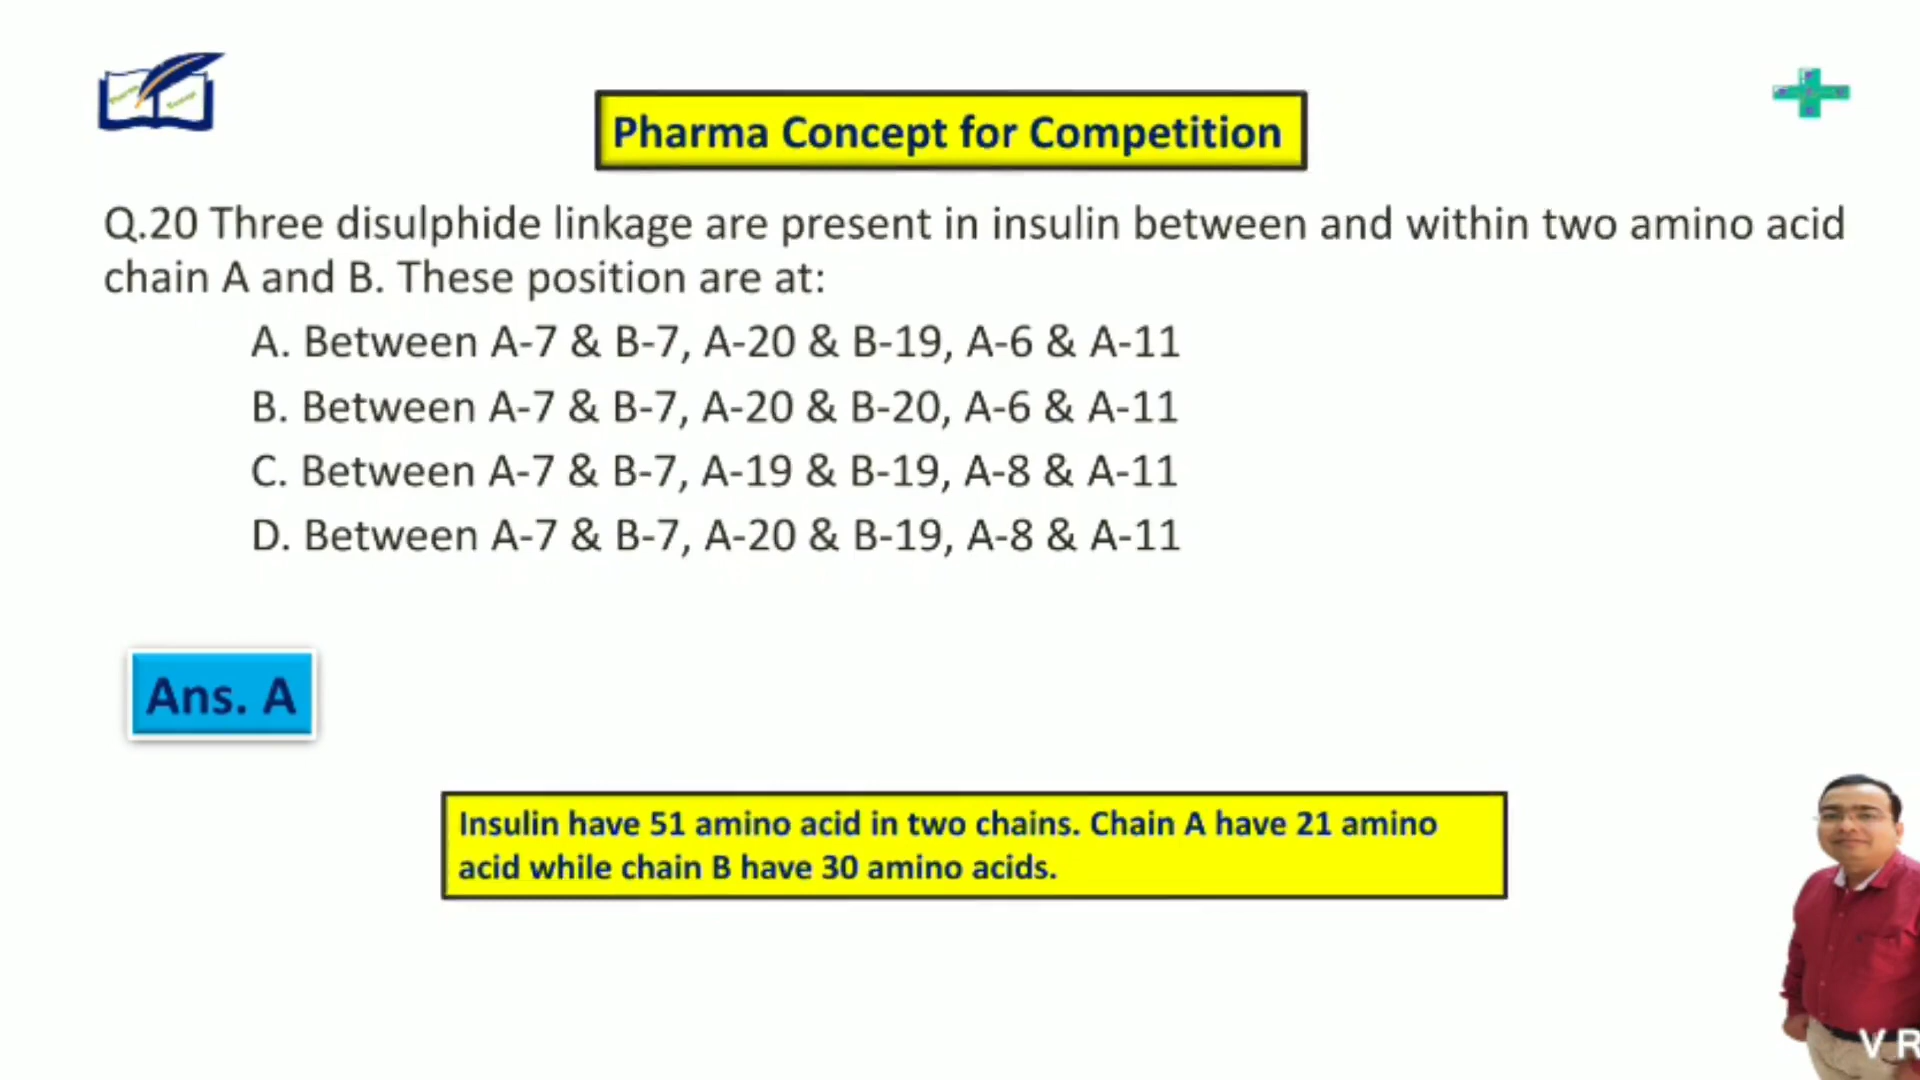 Pharma Concept for Competition
Q.20 Three disulphide linkage are present in insulin between and within two amino acid
chain A and B. These position are at:
A. Between A-7 & B-7, A-20 & B-19, A-6 & A-11
B. Between A-7 & B-7, A-20 & B-20, A-6 & A-11
C. Between A-7 & B-7, A-19 & B-19, A-8 & A-11
D. Between A-7 & B-7, A-20 & B-19, A-8 & A-11
Ans. A
Insulin have 51 amino acid in two chains. Chain A have 21 amino
acid while chain B have 30 amino acids.
V R